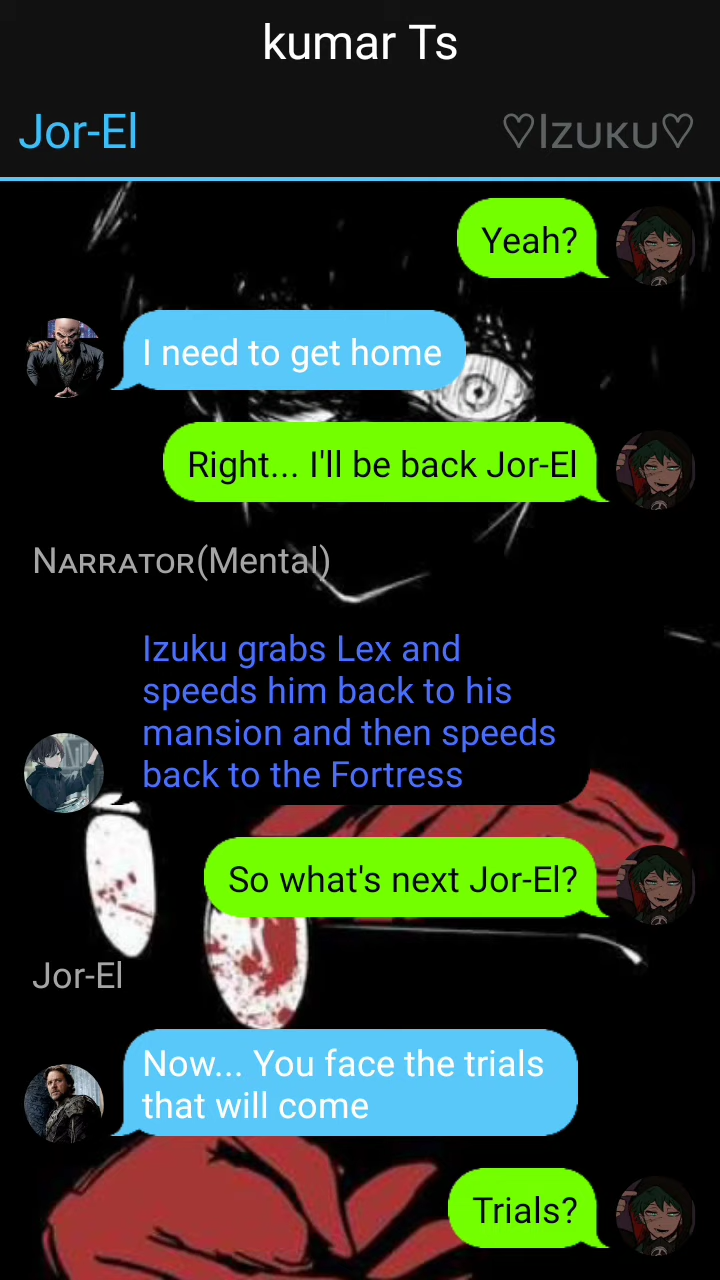 kumar Ts
Jor-El
♡Izuku♡
Yeah?
I need to get home
Right... I'll be back Jor-El
Narrator(Mental)
Izuku grabs Lex and
speeds him back to his
mansion and then speeds
back to the Fortress
So what's next Jor-El?
Jor-El
Now... You face the trials
that will come
Trials?